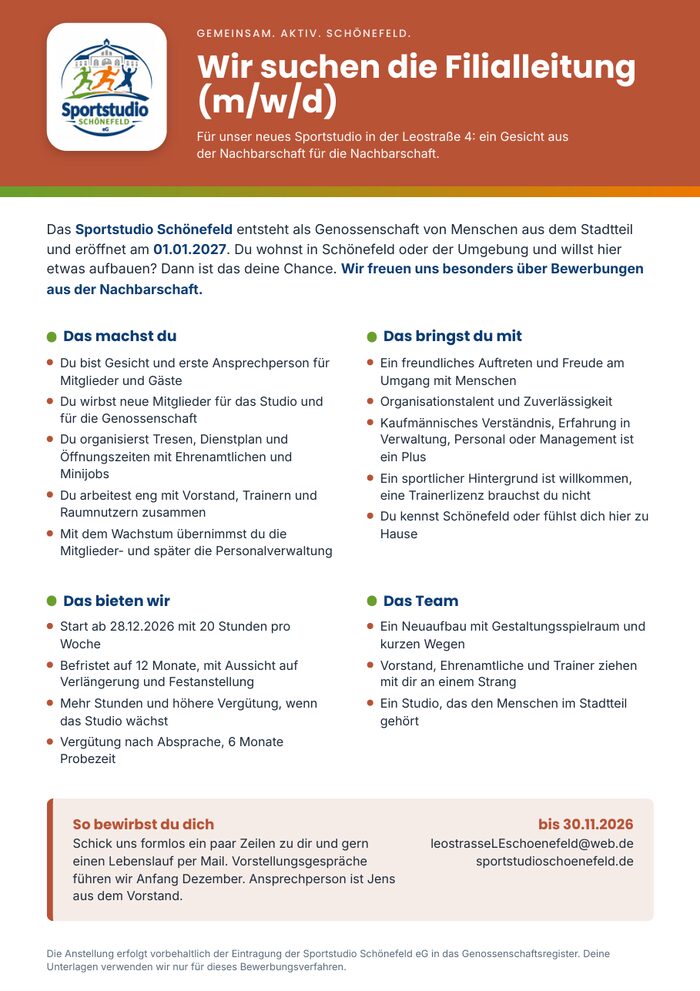 Sportstudio
SCHÖNEFELD
eG
GEMEINSAM. AKTIV. SCHÖNEFELD.
Wir suchen die Filialleitung
(m/w/d)
Für unser neues Sportstudio in der Leostraße 4: ein Gesicht aus
der Nachbarschaft für die Nachbarschaft.
Das Sportstudio Schönefeld entsteht als Genossenschaft von Menschen aus dem Stadtteil
und eröffnet am 01.01.2027. Du wohnst in Schönefeld oder der Umgebung und willst hier
etwas aufbauen? Dann ist das deine Chance. Wir freuen uns besonders über Bewerbungen
aus der Nachbarschaft.
Das machst du
Du bist Gesicht und erste Ansprechperson für
Mitglieder und Gäste
Du wirbst neue Mitglieder für das Studio und
für die Genossenschaft
Du organisierst Tresen, Dienstplan und
Öffnungszeiten mit Ehrenamtlichen und
Minijobs
Du arbeitest eng mit Vorstand, Trainern und
Raumnutzern zusammen
Mit dem Wachstum übernimmst du die
Mitglieder- und später die Personalverwaltung
Das bringst du mit
Ein freundliches Auftreten und Freude am
Umgang mit Menschen
Organisationstalent und Zuverlässigkeit
Kaufmännisches Verständnis, Erfahrung in
Verwaltung, Personal oder Management ist
ein Plus
Ein sportlicher Hintergrund ist willkommen,
eine Trainerlizenz brauchst du nicht
Du kennst Schönefeld oder fühlst dich hier zu
Hause
Das bieten wir
Start ab 28.12.2026 mit 20 Stunden pro
Woche
Befristet auf 12 Monate, mit Aussicht auf
Verlängerung und Festanstellung
Mehr Stunden und höhere Vergütung, wenn
das Studio wächst
Vergütung nach Absprache, 6 Monate
Probezeit
Das Team
Ein Neuaufbau mit Gestaltungsspielraum und
kurzen Wegen
Vorstand, Ehrenamtliche und Trainer ziehen
mit dir an einem Strang
Ein Studio, das den Menschen im Stadtteil
gehört
So bewirbst du dich
Schick uns formlos ein paar Zeilen zu dir und gern
einen Lebenslauf per Mail. Vorstellungsgespräche
führen wir Anfang Dezember. Ansprechperson ist Jens
aus dem Vorstand.
bis 30.11.2026
leostrasseLEschoenefeld@web.de
sportstudioschoenefeld.de
Die Anstellung erfolgt vorbehaltlich der Eintragung der Sportstudio Schönefeld eG in das Genossenschaftsregister. Deine
Unterlagen verwenden wir nur für dieses Bewerbungsverfahren.